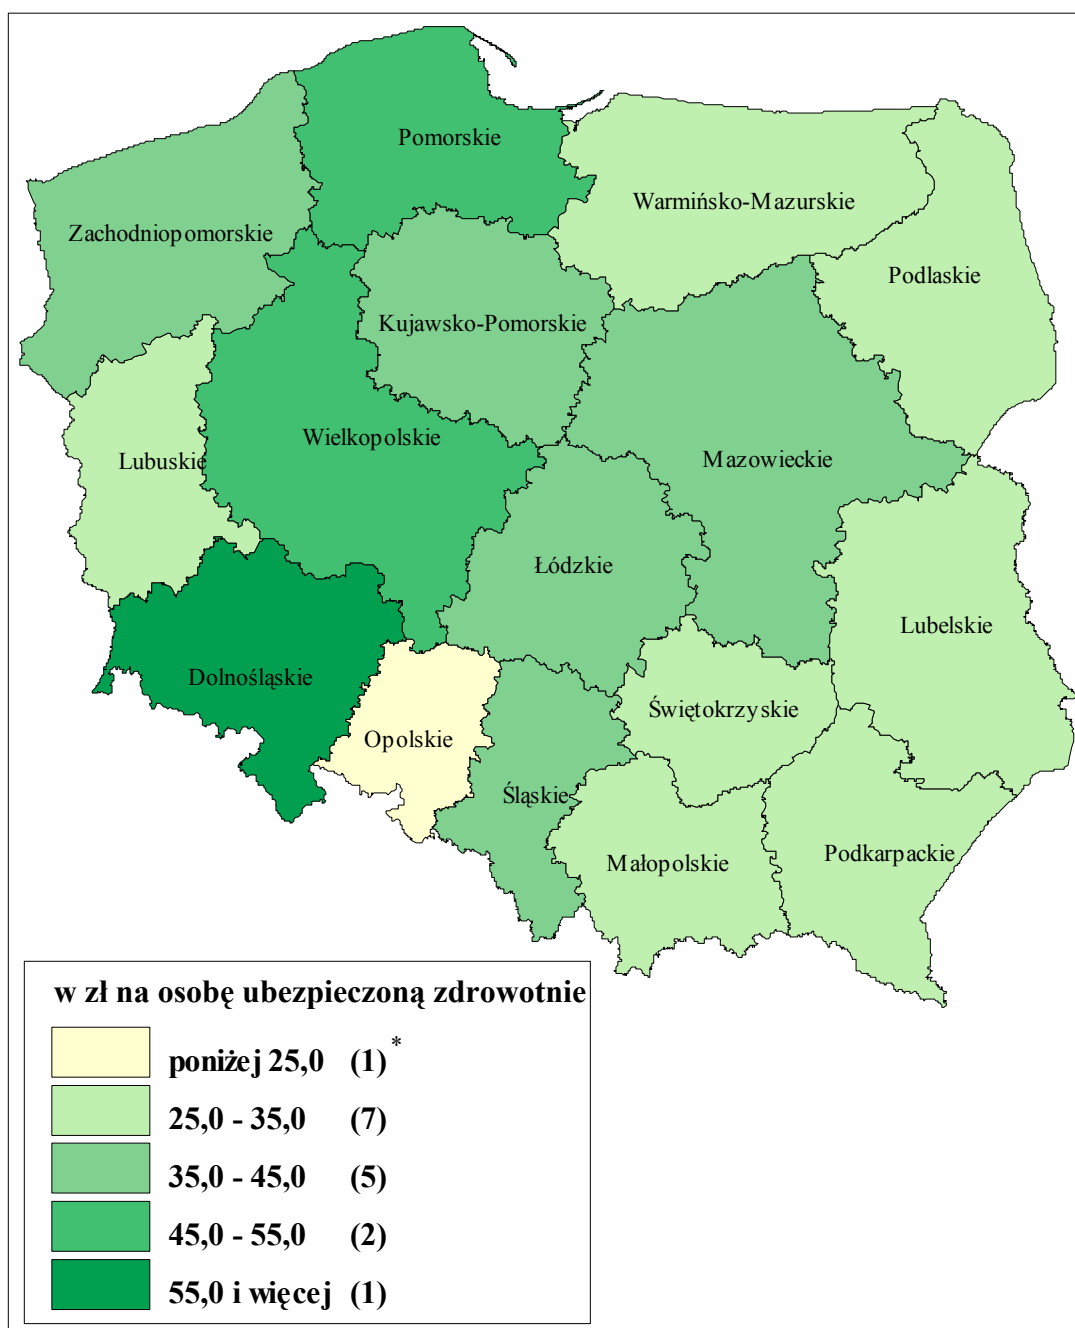 Pomorskie
Warmińsko-Mazurskie
Zachodniopomorskie
Podlaskie
Kujawsko-Pomorskie
Wielkopolskie
Mazowieckie
Lubuskie
Łódzkie
Lubelskie
Dolnośląskie
Świętokrzyskie
Opolskie
Śląskie
Podkarpackie
Małopolskie
w zł na osobę ubezpieczoną zdrowotnie
poniżej 25,0 (1)*
25,0 - 35,0 (7)
35,0 - 45,0 (5)
45,0 - 55,0 (2)
55,0 i więcej (1)